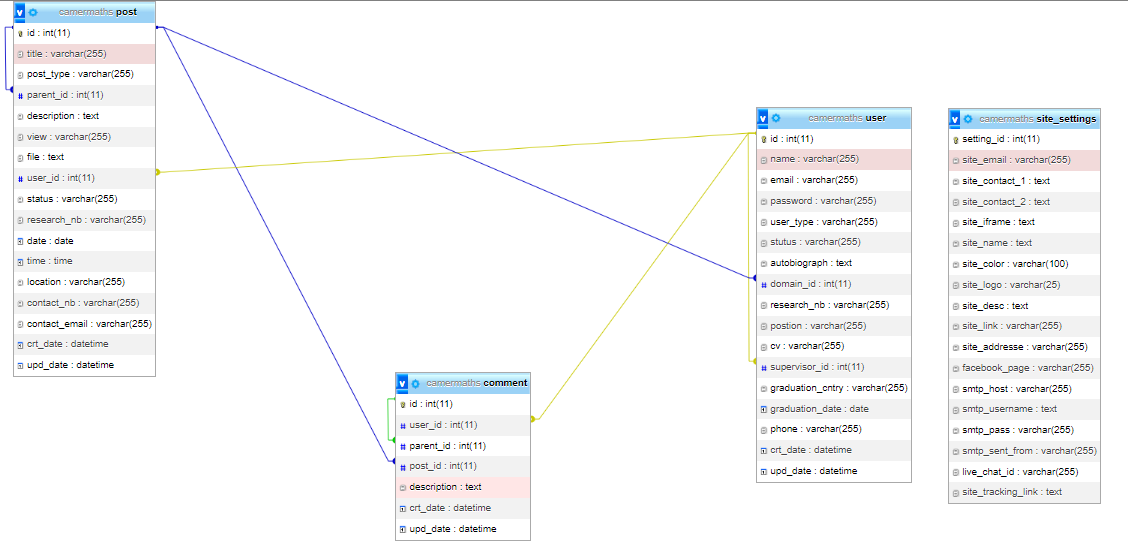 camermaths post
id : int(11)
title : varchar(255)
post_type : varchar(255)
parent_id : int(11)
description : text
view : varchar(255)
file : text
user_id : int(11)
status : varchar(255)
research_nb : varchar(255)
date : date
time : time
location : varchar(255)
contact_nb : varchar(255)
contact_email : varchar(255)
crt_date : datetime
upd_date : datetime
camermaths comment
id : int(11)
user_id : int(11)
parent_id : int(11)
post_id : int(11)
description : text
crt_date : datetime
upd_date : datetime
camermaths user
id : int(11)
name : varchar(255)
email : varchar(255)
password : varchar(255)
user_type : varchar(255)
stutus : varchar(255)
autobiograph : text
domain_id : int(11)
research_nb : varchar(255)
postion : varchar(255)
cv : varchar(255)
supervisor_id : int(11)
graduation_cntry : varchar(255)
graduation_date : date
phone : varchar(255)
crt_date : datetime
upd_date : datetime
camermaths site_settings
setting_id : int(11)
site_email : varchar(255)
site_contact_1 : text
site_contact_2 : text
site_iframe : text
site_name : text
site_color : varchar(100)
site_logo : varchar(25)
site_desc : text
site_link : varchar(255)
site_addresse : varchar(255)
facebook_page : varchar(255)
smtp_host : varchar(255)
smtp_username : text
smtp_pass : varchar(255)
smtp_sent_from : varchar(255)
live_chat_id : varchar(255)
site_tracking_link : text